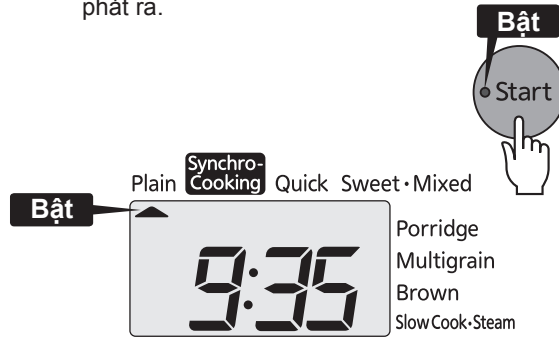 phát ra.
Bật
Start
Synchro-
Plain Cooking Quick Sweet・Mixed
Bật
Porridge
9:35
Multigrain
Brown
Slow Cook・Steam